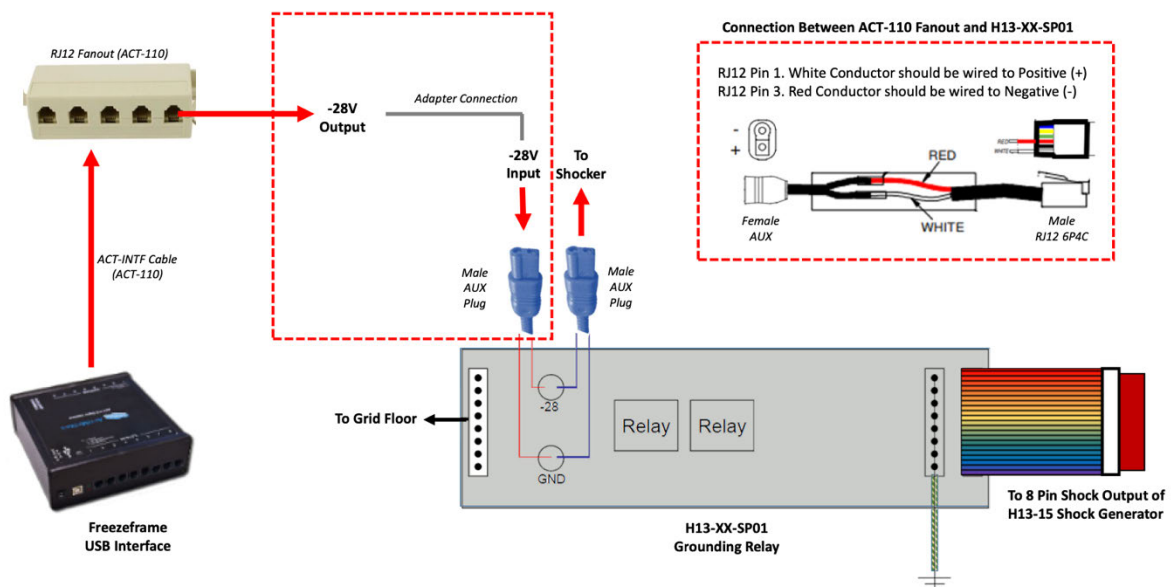 RJ12 Fanout (ACT-110)
-28V
Output
Adapter Connection
-28V
Input
To
Shocker
ACT-INTF Cable
(ACT-110)
Male
AUX
Plug
Male
AUX
Plug
Connection Between ACT-110 Fanout and H13-XX-SP01
RJ12 Pin 1. White Conductor should be wired to Positive (+)
RJ12 Pin 3. Red Conductor should be wired to Negative (-)
-
+
RED
WHITE
RED
WHITE
Female
AUX
Male
RJ12 6P4C
To Grid Floor
-28
GND
Relay
Relay
Freezeframe
USB Interface
H13-XX-SP01
Grounding Relay
To 8 Pin Shock Output of
H13-15 Shock Generator